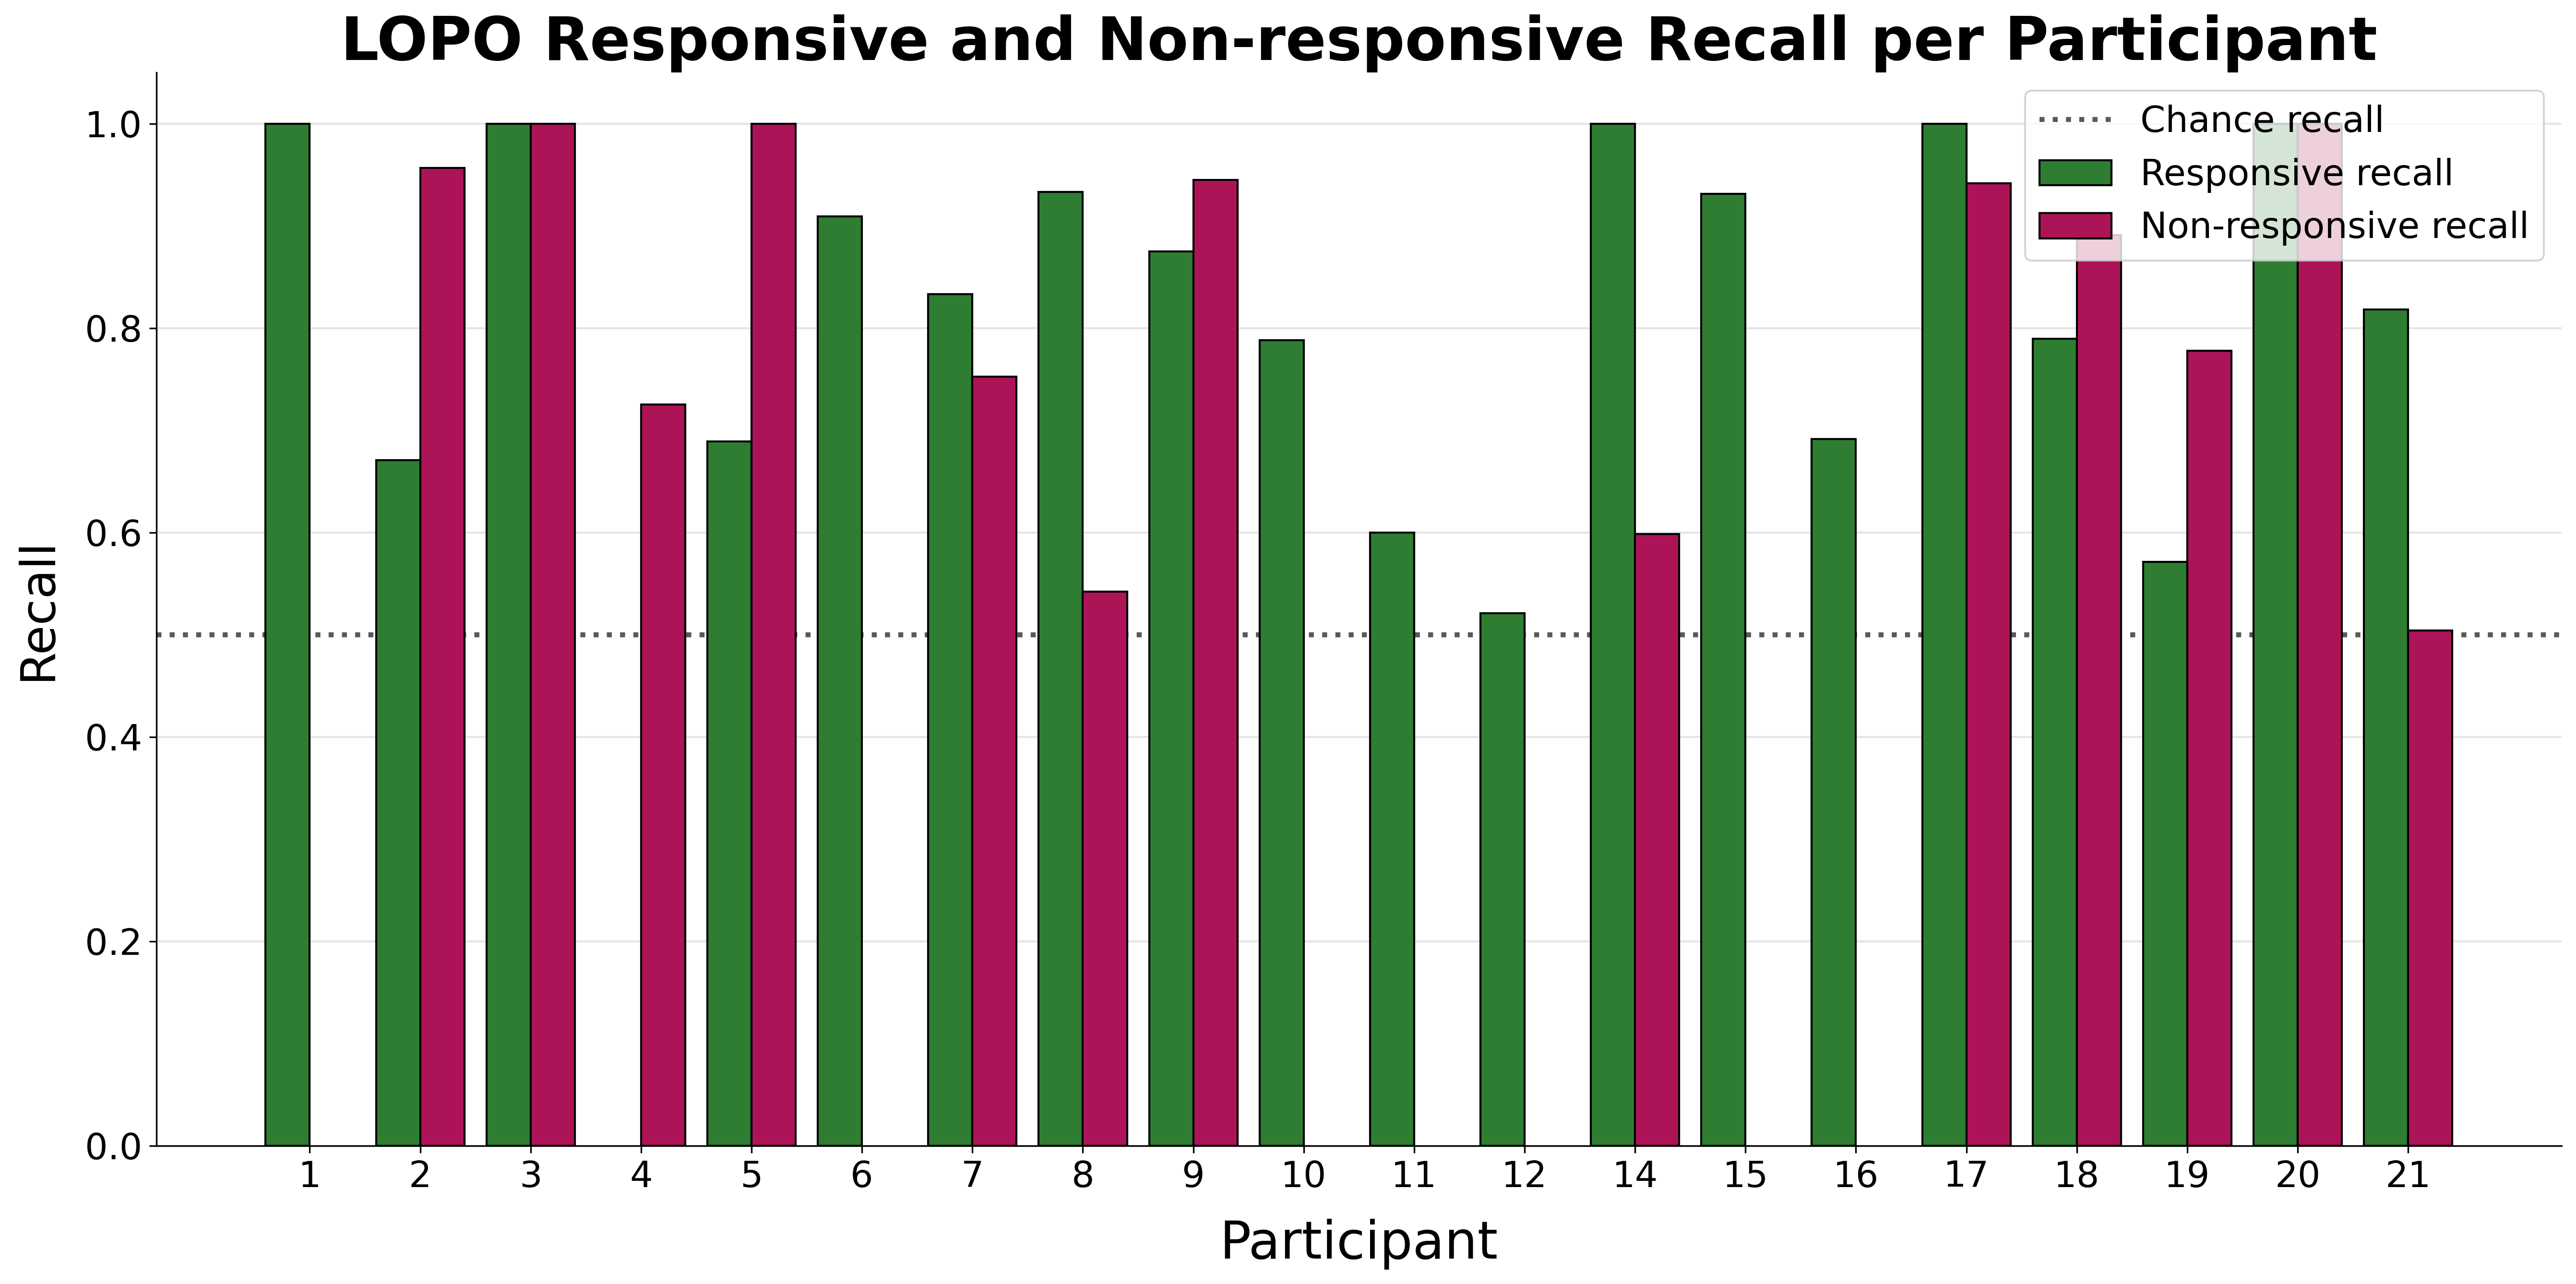 LOPO Responsive and Non-responsive Recall per Participant
Chance recall
Responsive recall
Non-responsive recall
1.0
0.8
0.6
0.4
0.2
0.0
Recall
1 2 3 4 5 6 7 8 9 10 11 12 14 15 16 17 18 19 20 21
Participant